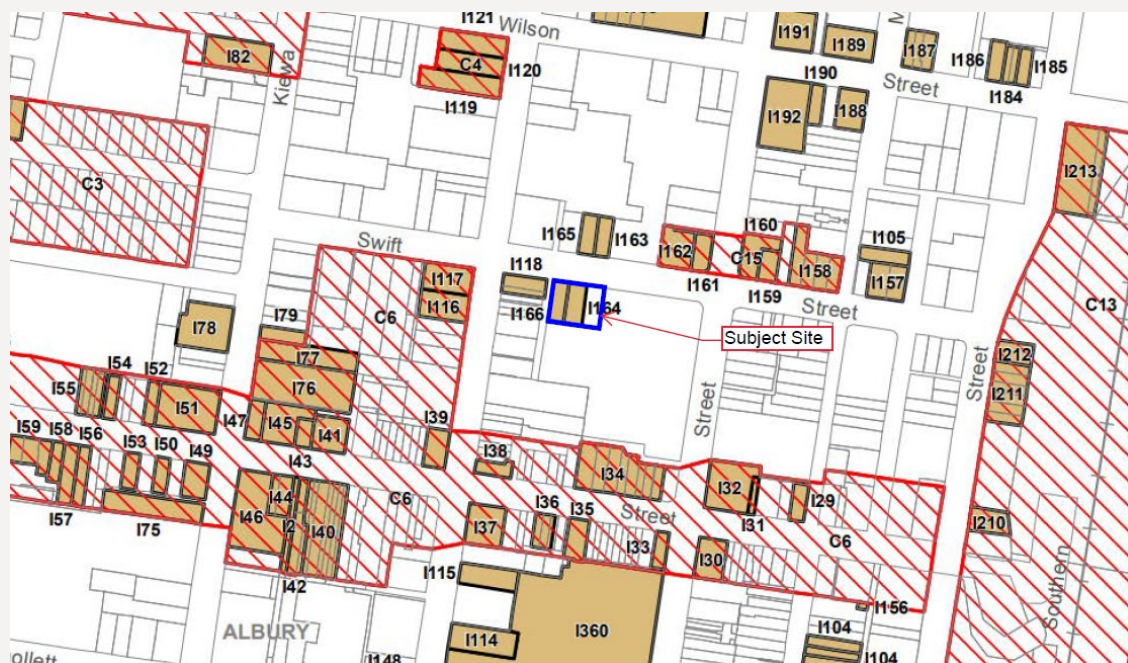 I121
Wilson
I191
I189
I187
I186
I185
I82
C4
I120
Kiewa
I190
Street
I184
I119
I192
I188
I213
C3
I165
I163
I160
I105
Swift
I162
C15
I158
I157
I118
I161
I159
C13
I117
I116
I166
I164
Street
C6
Subject Site
I78
I79
I212
I54
I52
I77
Street
Street
I55
I76
I211
I51
I47
I39
I59
I58
I56
I45
I41
I53
I50
I49
I43
I38
I34
I32
I44
I36
I35
Street
I31
I29
I57
I75
I46
I2
I40
C6
I37
I33
I30
C6
I210
I42
I115
Southern
I156
ALBURY
I114
I360
I104
I148
I104
ollett